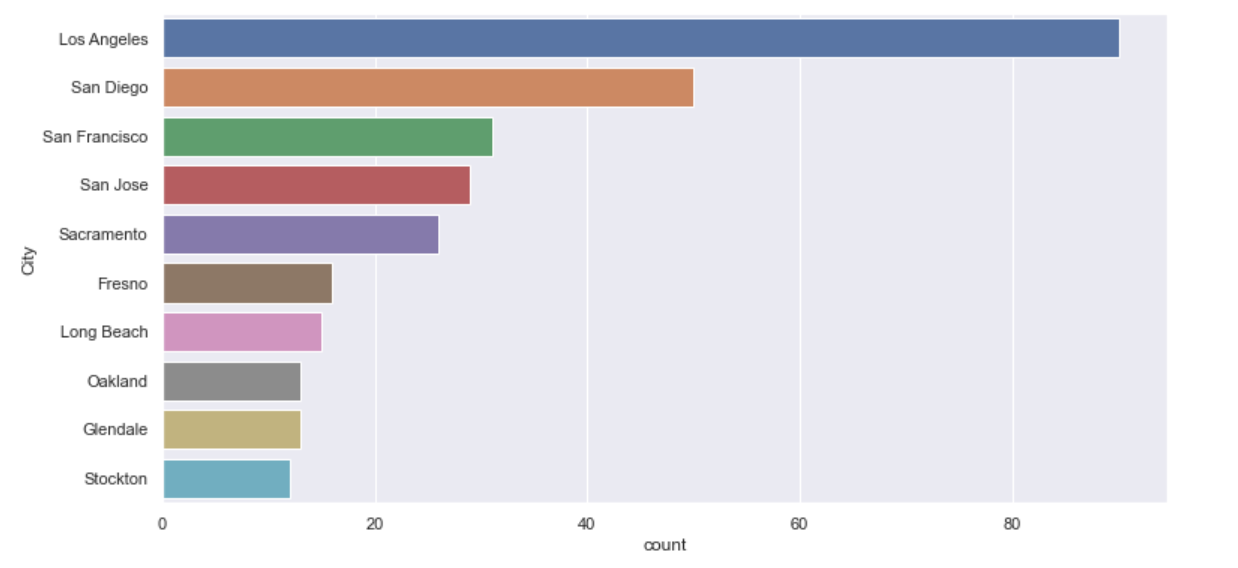 Los Angeles
San Diego
San Francisco
San Jose
Sacramento
City
Fresno
Long Beach
Oakland
Glendale
Stockton
0 20 40 60 80
count